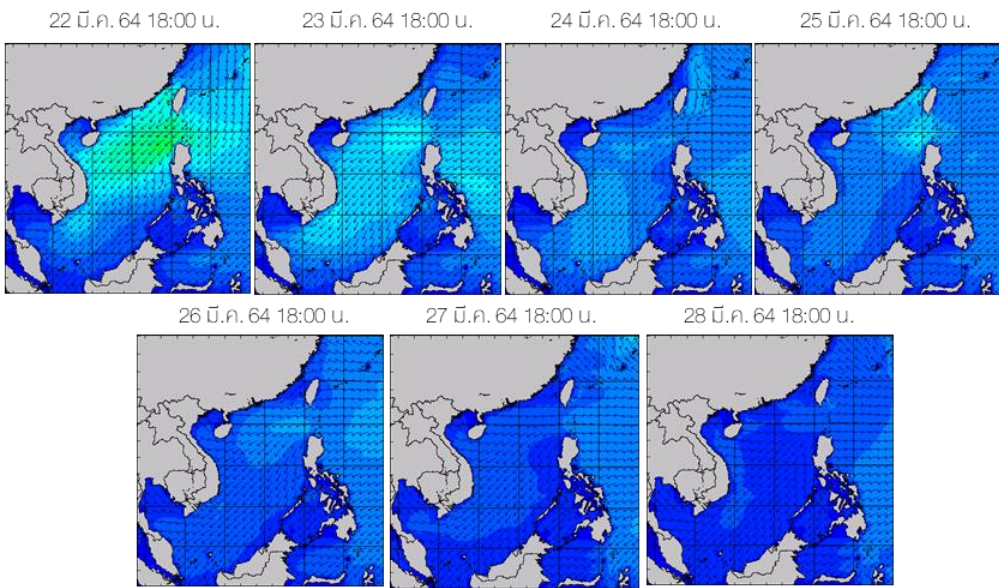 22 มี.ค. 64 18:00 น.
23 มี.ค. 64 18:00 น.
24 มี.ค. 64 18:00 น.
25 มี.ค. 64 18:00 น.
26 มี.ค. 64 18:00 น.
27 มี.ค. 64 18:00 น.
28 มี.ค. 64 18:00 น.